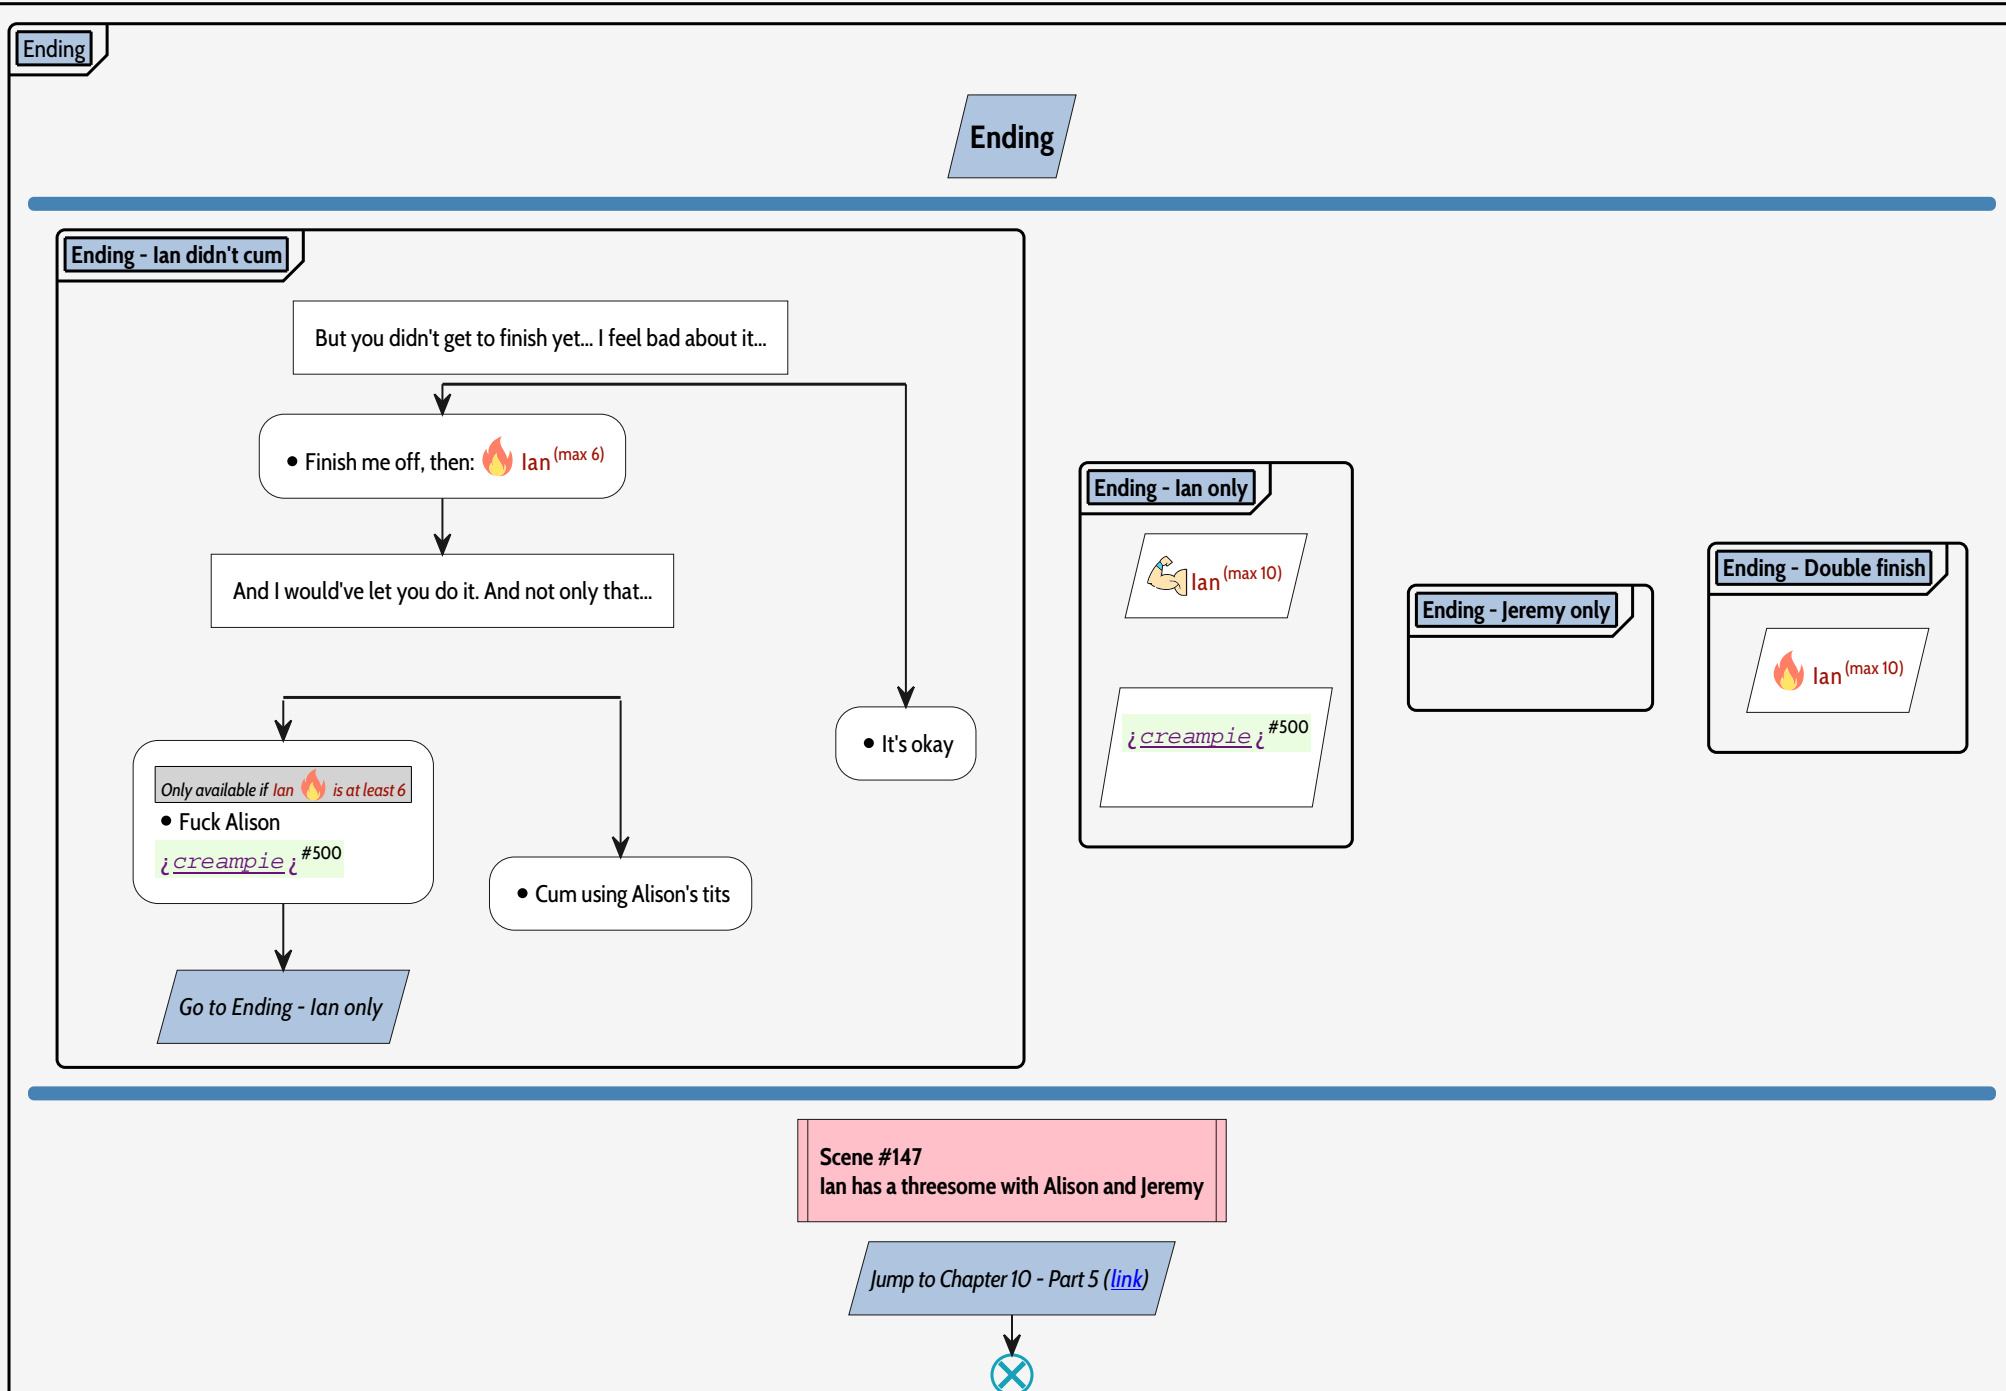 Ending
Ending
Ending - Ian didn't cum
But you didn't get to finish yet... I feel bad about it...
• Finish me off, then: Ian (max 6)
And I would've let you do it. And not only that...
Only available if Ian is at least 6
• Fuck Alison
¿creampie¿ #500
Go to Ending - Ian only
• Cum using Alison's tits
• It's okay
Ending - Ian only
Ian (max 10)
¿creampie¿ #500
Ending - Jeremy only
Ending - Double finish
Ian (max 10)
Scene #147
Ian has a threesome with Alison and Jeremy
Jump to Chapter 10 - Part 5 (link)